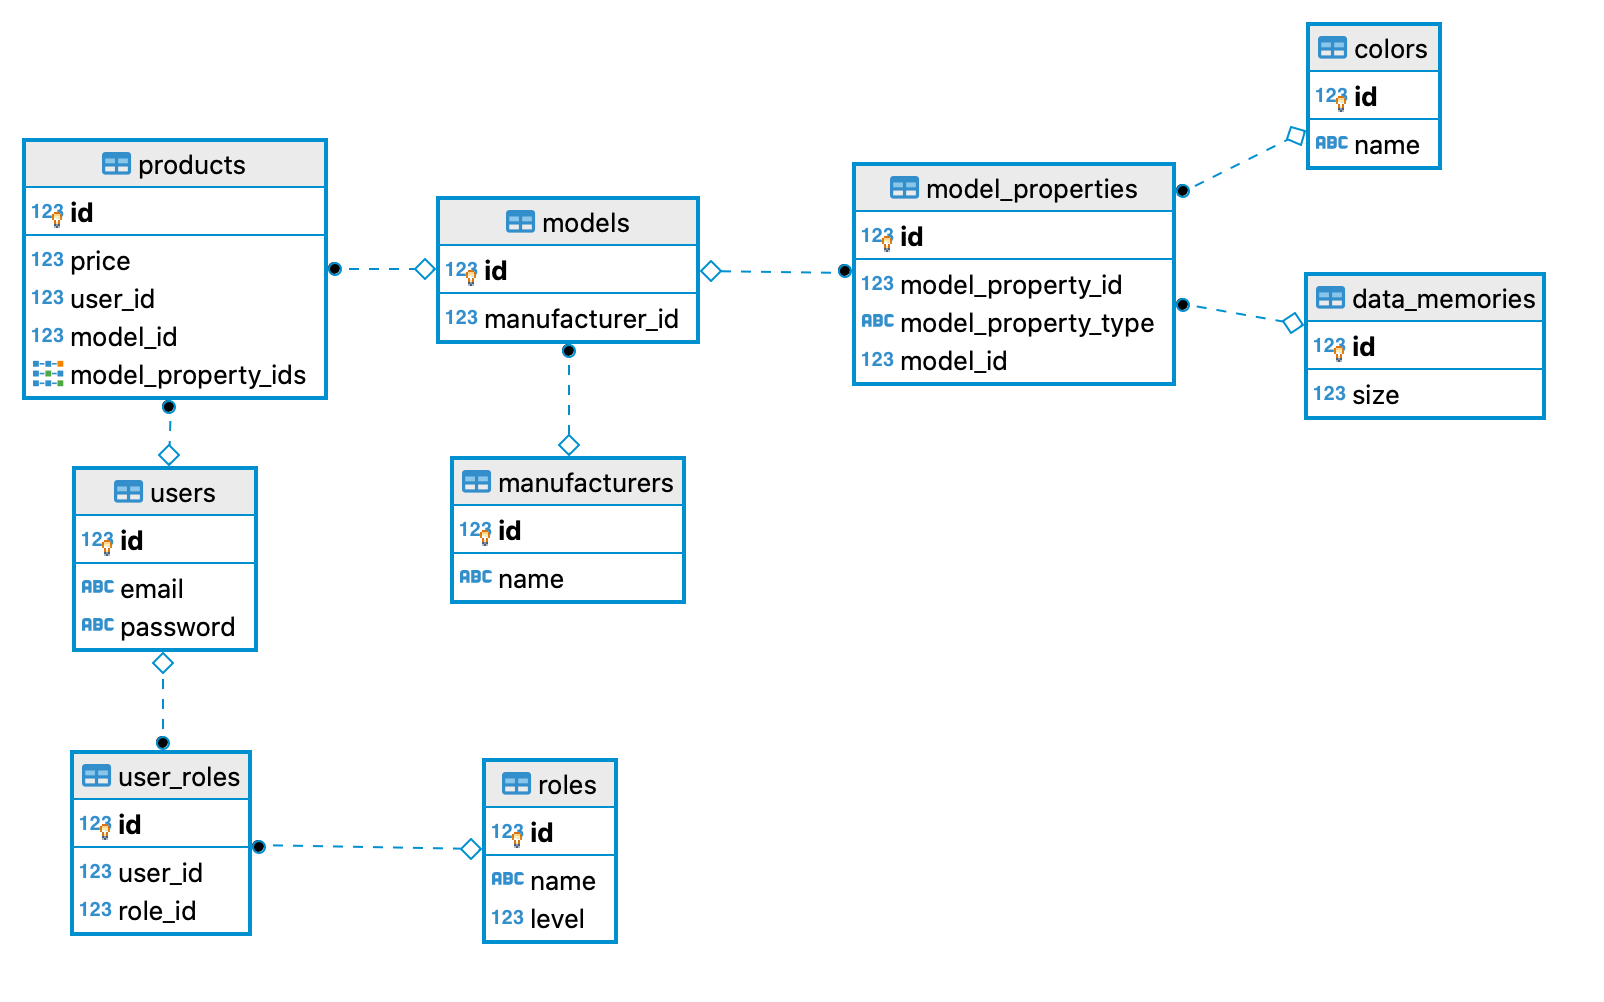 products
123 id
123 price
123 user_id
123 model_id
model_property_ids
models
123 id
123 manufacturer_id
model_properties
123 id
123 model_property_id
ABC model_property_type
123 model_id
colors
123 id
ABC name
data_memories
123 id
123 size
users
123 id
ABC email
ABC password
manufacturers
123 id
ABC name
user_roles
123 id
123 user_id
123 role_id
roles
123 id
ABC name
123 level